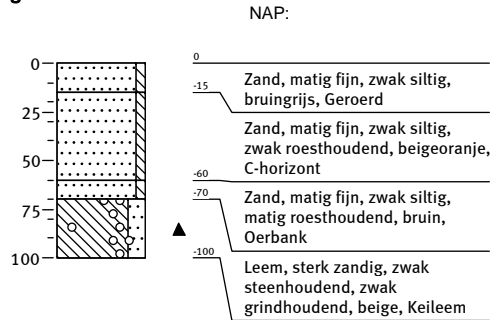 NAP:
0
25
50
75
100
0
Zand, matig fijn, zwak siltig,
bruingrijs, Geroerd
-15
Zand, matig fijn, zwak siltig,
zwak roesthoudend, beigeoranje,
C-horizont
-60
Zand, matig fijn, zwak siltig,
matig roesthoudend, bruin,
Oerbank
-70
Leem, sterk zandig, zwak
steenhoudend, zwak
grindhoudend, beige, Keileem
-100